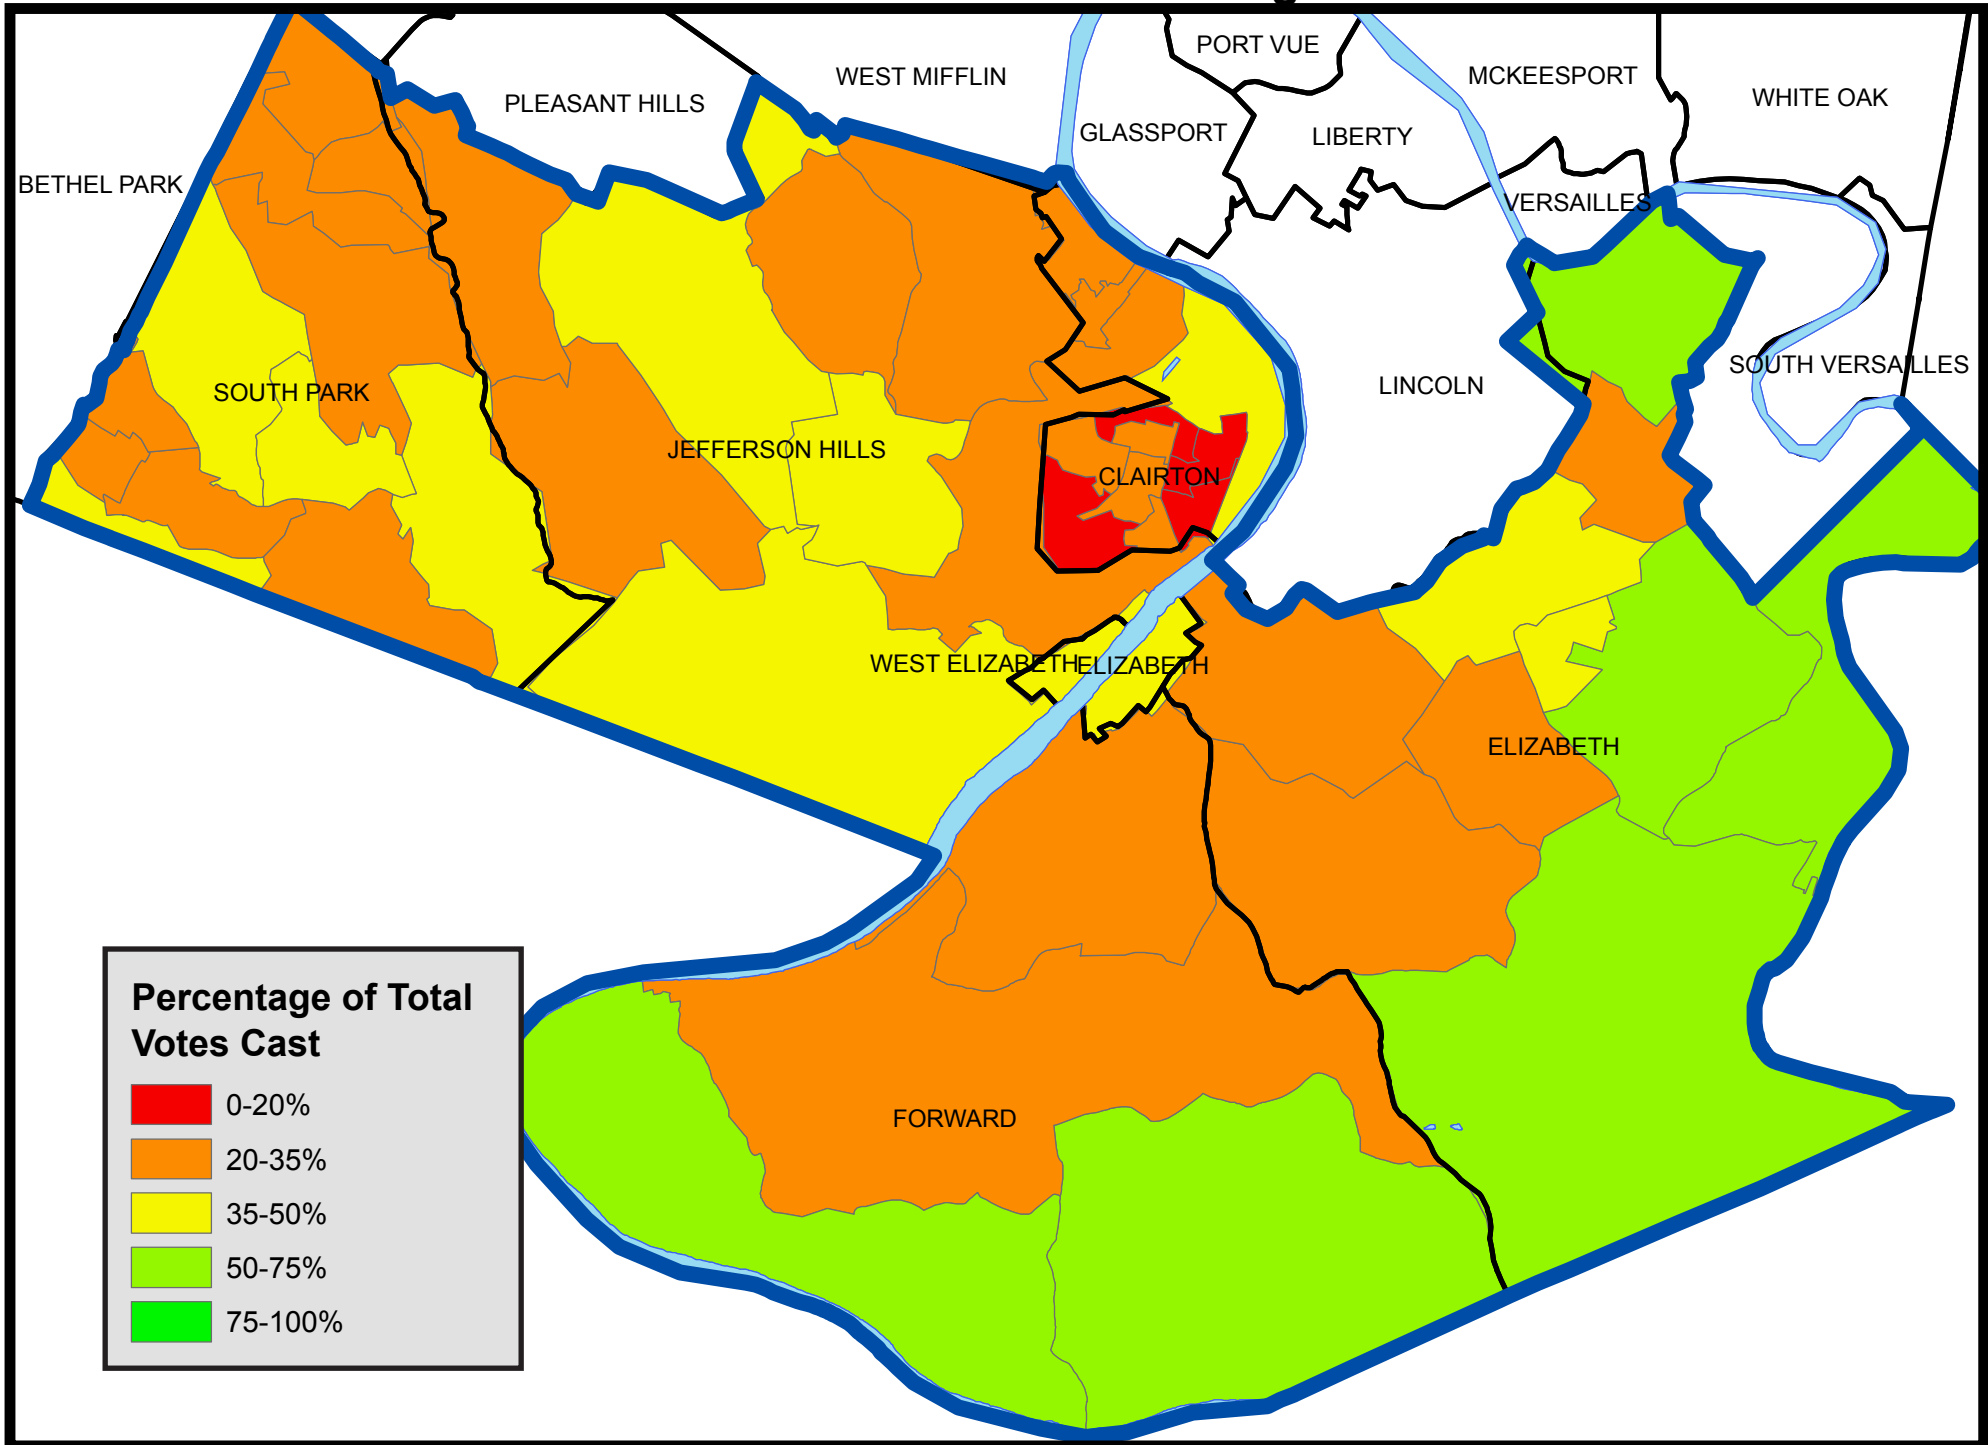 PORT VUE
WEST MIFFLIN
MCKEESPORT
WHITE OAK
PLEASANT HILLS
GLASSPORT
LIBERTY
BETHEL PARK
VERSAILLES
SOUTH VERSAILLES
LINCOLN
SOUTH PARK
JEFFERSON HILLS
CLAIRTON
WEST ELIZABETH
ELIZABETH
ELIZABETH
FORWARD
Percentage of Total
Votes Cast
0-20%
20-35%
35-50%
50-75%
75-100%